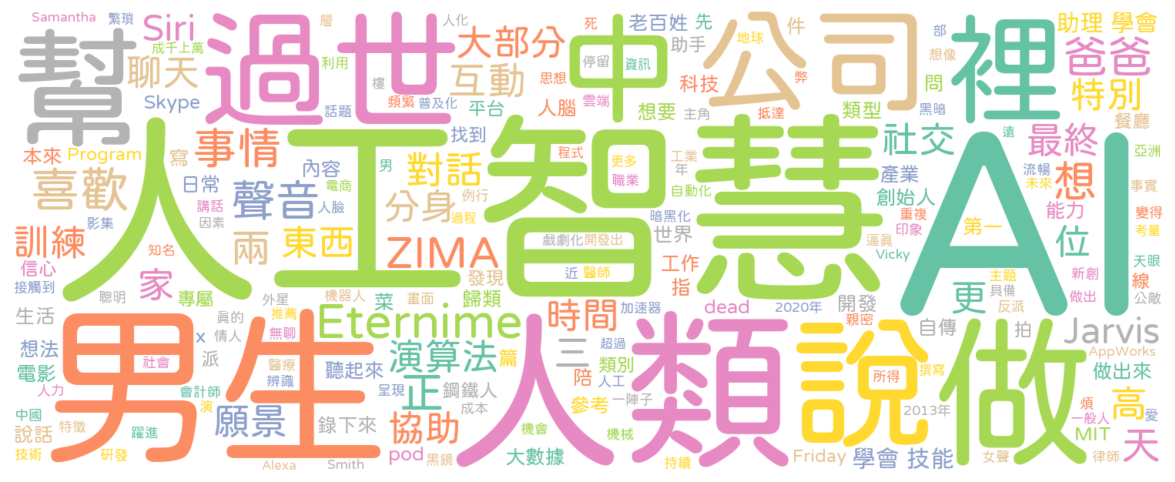 Samantha 繁瑣 層 人化 死 老百姓 先 件 部 助理 學會
幫 過世 Siri 成千上萬 大部分 中 助手 地球 公司 裡 想像 爸爸
聊天 利用 樓 互動 思想 停留 資訊 科技 弊 問 特別
Skype 話題 頻繁 普及化 平台 人腦 雲端 想要 主角 抵達 類型 黑暗 餐廳
本來 Program 寫 事情 找到 程式 更多 工業 社交 遠 最終 亞洲
人工智慧 AI
喜歡 日常 內容 電商 男 對話 職業 年 自動化 產業 流暢 未來 想 事實
影集 講話 因素 聲音 人臉 例行 過程 分身 創始人 重複 印象 能力 變得 考量
訓練 知名 兩 東西 ZIMA 戲劇化 開發出 暗黑化 世界 逼真 第一 位 天眼
信心 接觸到 家 聰明 專屬 外星 機器人 畫面 發現 近 醫師 工作 指 Vicky 主題 更 具備 新創 線
生活 推薦 菜 歸類 加速器 dead 2020年 開發 親密 反派 做出 公敵
男生 x 真的 情人 無聊 Eternime 時間 人類 說 自傳 拍 做 Jarvis
想法 社會 派 演算法 篇 三 超過 類別 AppWorks
電影 人力 醫療 辨識 聽起來 呈現 鋼鐵人 陪 人工 所得 撰寫 做出來
會計師 演 正 成本 參考 一陣子 煩
中國 特徵 躍進 願景 錄下來 協助 機會 機械 2013年 一般人 高 愛
說話 MIT 天
技術 研發 Alexa Smith pod 黑鏡 大數據 持續 Friday 學會 技能 女聲 律師